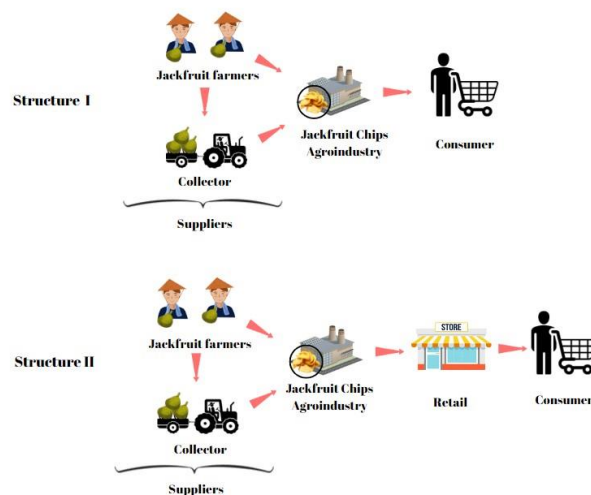 Jackfruit farmers
Structure I
Jackfruit Chips
Agroindustry
Consumer
Collector
Suppliers
STORE
Jackfruit farmers
Structure II
Jackfruit Chips
Agroindustry
Retail
Consumer
Collector
Suppliers